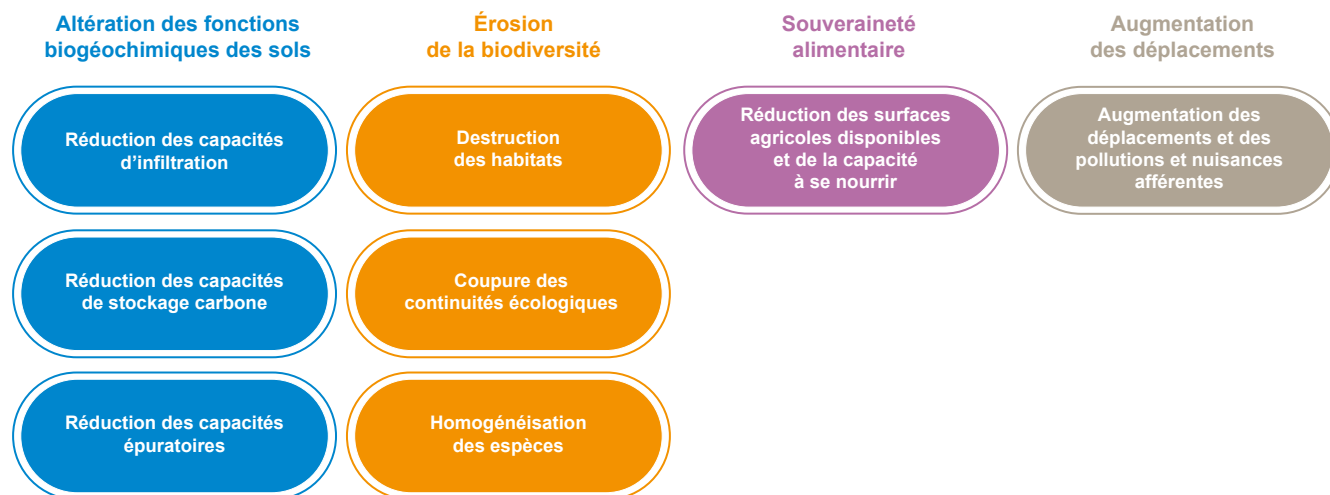 Altération des fonctions
biogéochimiques des sols
Réduction des capacités
d’infiltration
Réduction des capacités
de stockage carbone
Réduction des capacités
épuratoires
Érosion
de la biodiversité
Destruction
des habitats
Coupure des
continuités écologiques
Homogénéisation
des espèces
Souveraineté
alimentaire
Réduction des surfaces
agricoles disponibles
et de la capacité
à se nourrir
Augmentation
des déplacements
Augmentation des
déplacements et des
pollutions et nuisances
afférentes